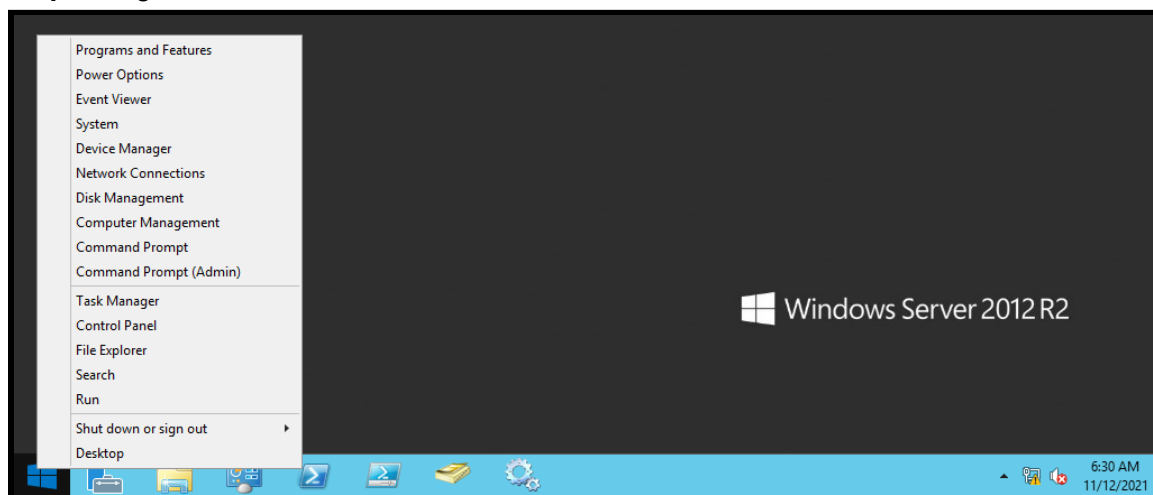 Programs and Features
Power Options
Event Viewer
System
Device Manager
Network Connections
Disk Management
Computer Management
Command Prompt
Command Prompt (Admin)
Task Manager
Control Panel
File Explorer
Search
Run
Shut down or sign out
Desktop
Windows Server 2012 R2
6:30 AM
11/12/2021